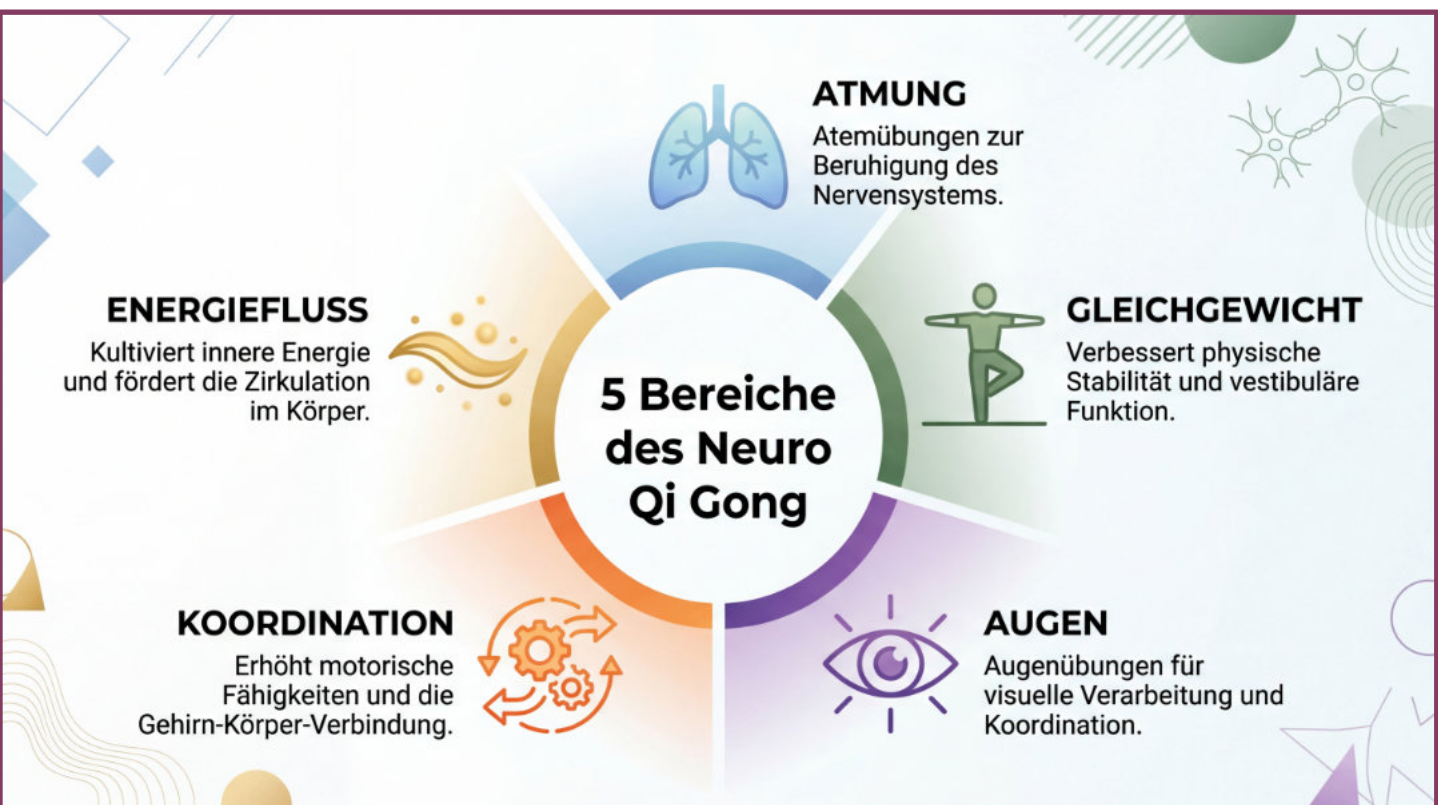 5 Bereiche
des Neuro
Qi Gong
ATMUNG
Atemübungen zur
Beruhigung des
Nervensystems.
GLEICHGEWICHT
Verbessert physische
Stabilität und vestibuläre
Funktion.
AUGEN
Augenübungen für
visuelle Verarbeitung und
Koordination.
KOORDINATION
Erhöht motorische
Fähigkeiten und die
Gehirn-Körper-Verbindung.
ENERGIEFLUSS
Kultiviert innere Energie
und fördert die Zirkulation
im Körper.